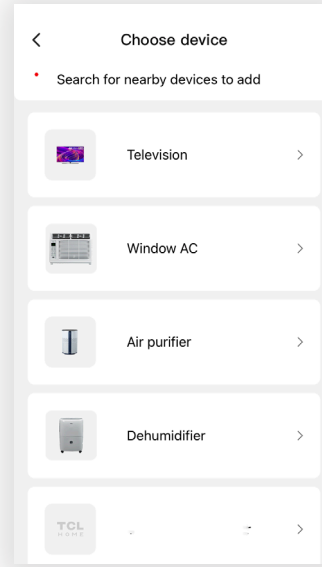 Choose device
Search for nearby devices to add
Television
Window AC
Air purifier
Dehumidifier
TCL
HOME